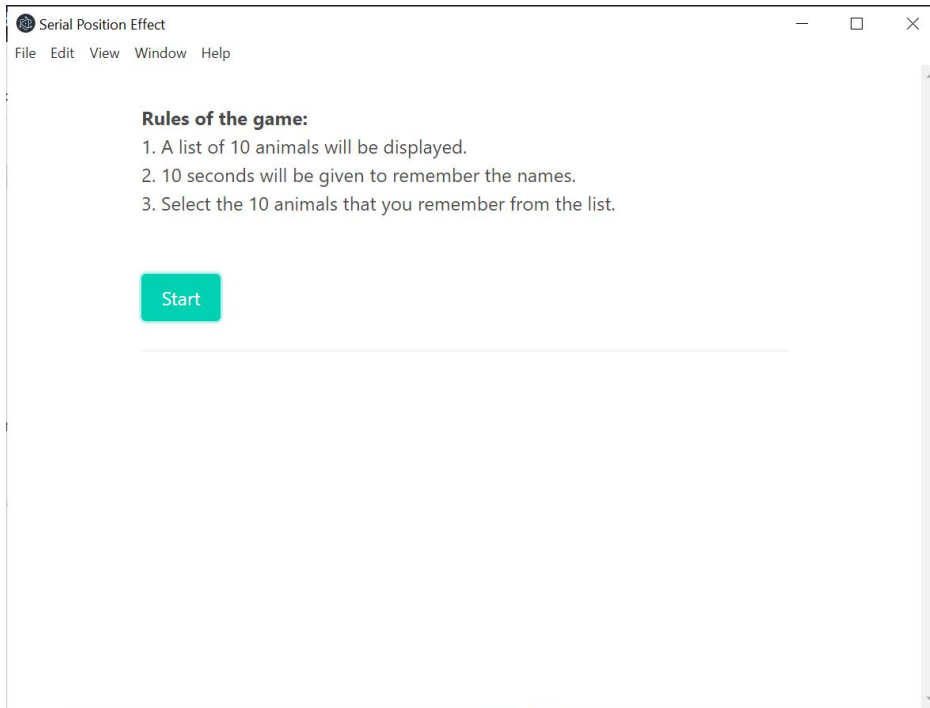 Serial Position Effect
File Edit View Window Help
Rules of the game:
1. A list of 10 animals will be displayed.
2. 10 seconds will be given to remember the names.
3. Select the 10 animals that you remember from the list.
Start